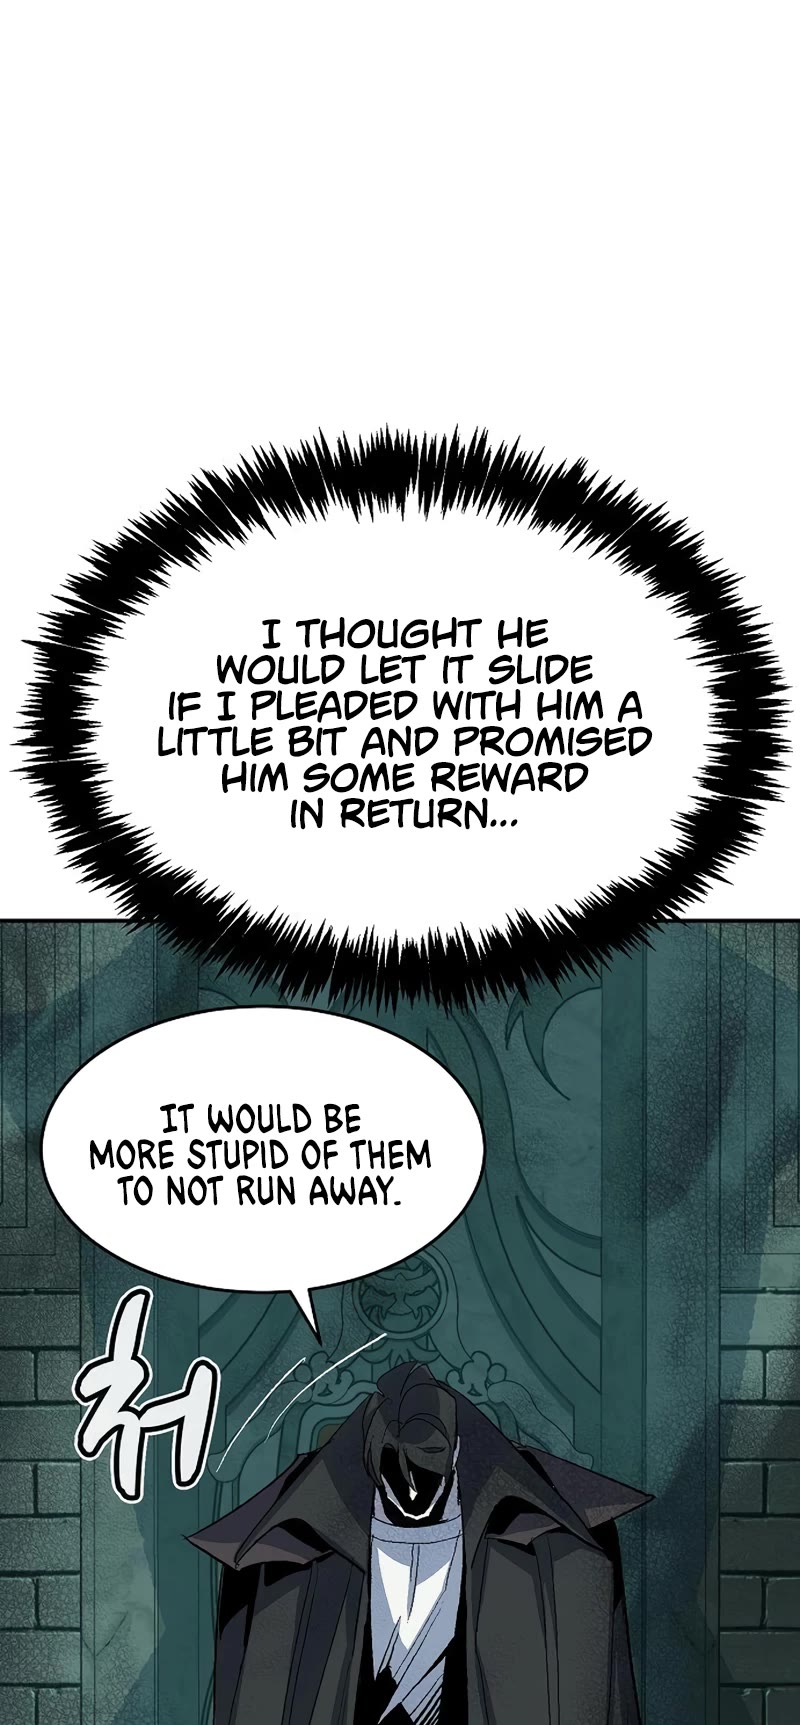 I THOUGHT HE
WOULD LET IT SLIDE
IF I PLEADED WITH HIM A
LITTLE BIT AND PROMISED
HIM SOME REWARD
IN RETURN...
IT WOULD BE
MORE STUPID OF THEM
TO NOT RUN AWAY.
척